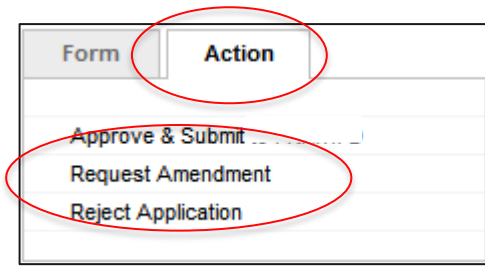 Form Action
Approve & Submit
Request Amendment
Reject Application